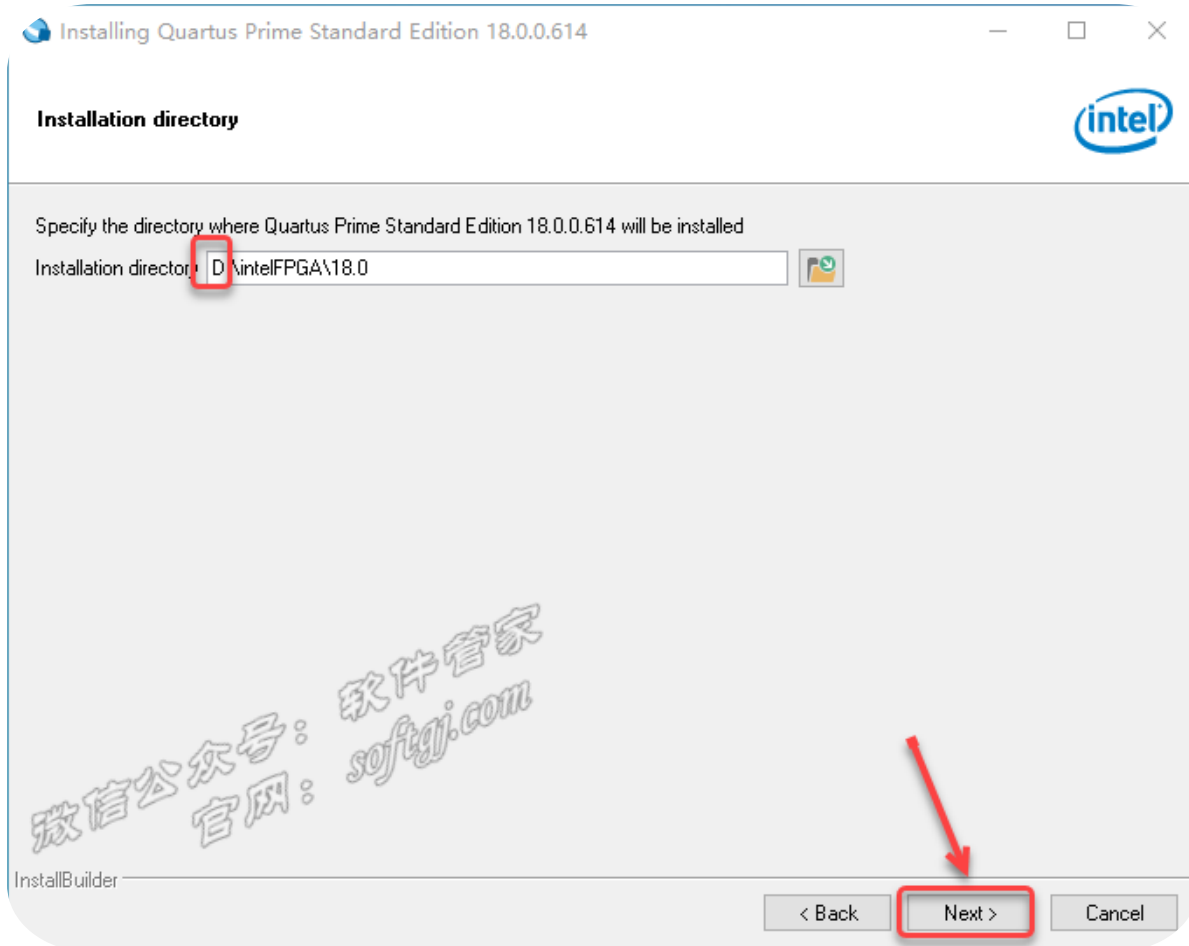 Installing Quartus Prime Standard Edition 18.0.0.614
Installation directory
intel
Specify the directory where Quartus Prime Standard Edition 18.0.0.614 will be installed
Installation directory D:\intelFPGA\18.0
微信公众号：软件管家
官网：softgj.com
InstallBuilder
< Back Next > Cancel